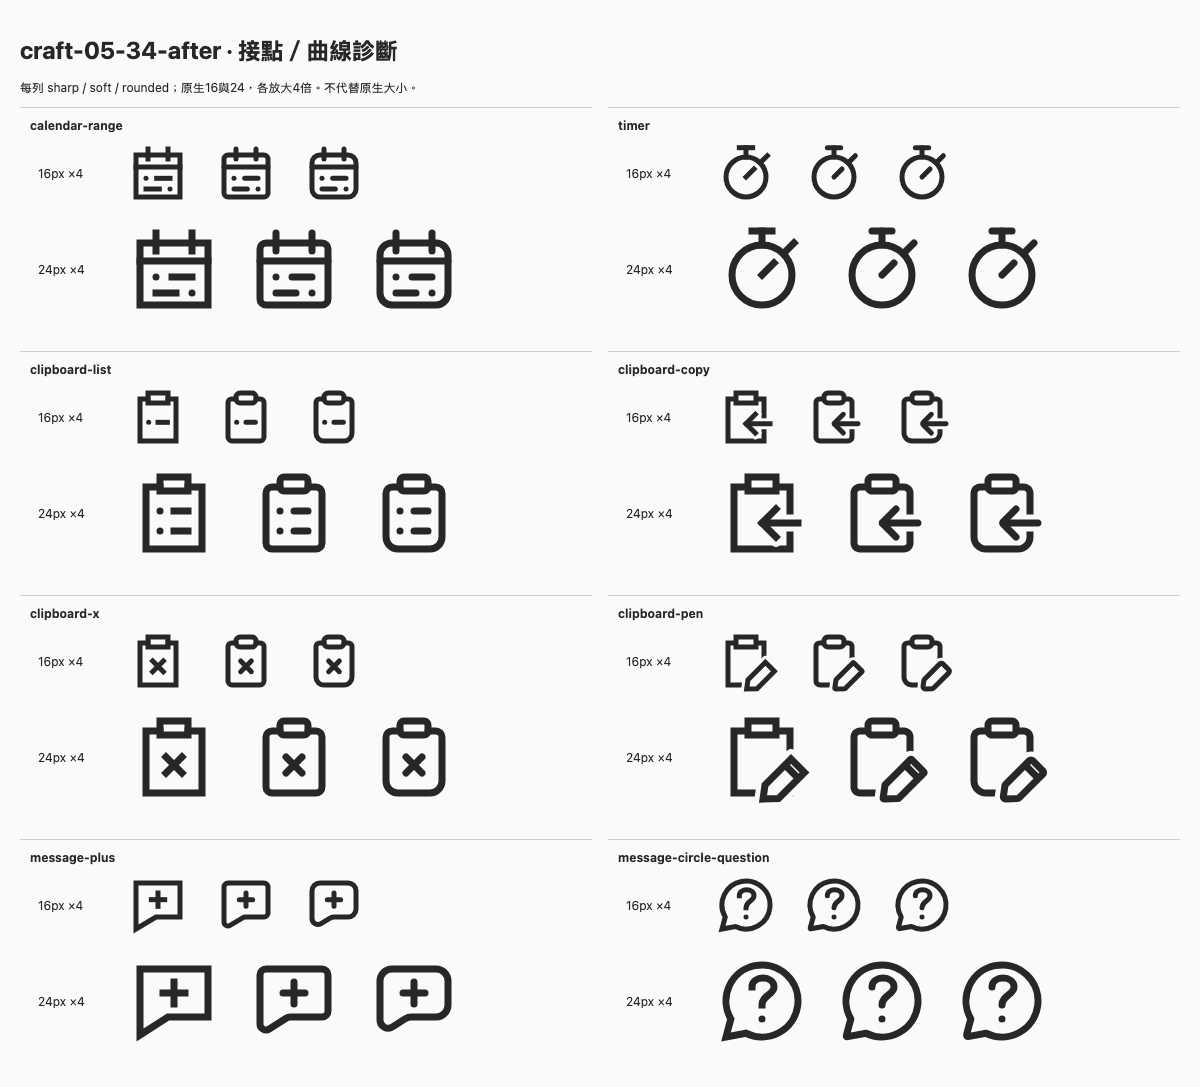 craft-05-34-after · 接點 / 曲線診斷
每列 sharp / soft / rounded；原生16與24，各放大4倍。不代替原生大小。
calendar-range
16px ×4
24px ×4
timer
16px ×4
24px ×4
clipboard-list
16px ×4
24px ×4
clipboard-copy
16px ×4
24px ×4
clipboard-x
16px ×4
24px ×4
clipboard-pen
16px ×4
24px ×4
message-plus
16px ×4
24px ×4
message-circle-question
16px ×4
24px ×4